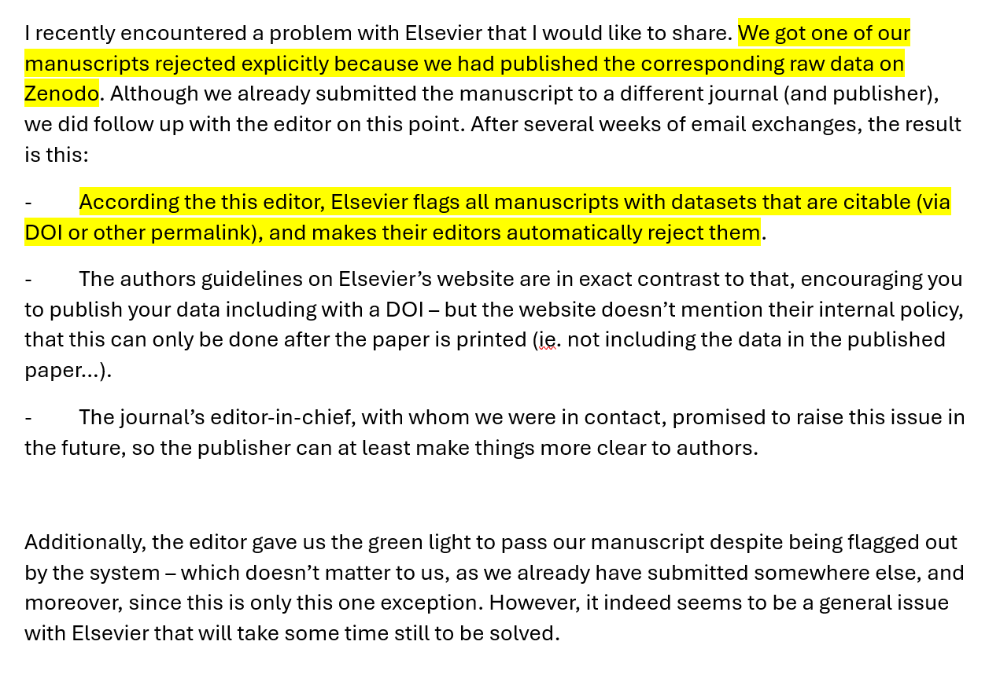 I recently encountered a problem with Elsevier that I would like to share. We got one of our
manuscripts rejected explicitly because we had published the corresponding raw data on
Zenodo. Although we already submitted the manuscript to a different journal (and publisher),
we did follow up with the editor on this point. After several weeks of email exchanges, the result
is this:
- According the this editor, Elsevier flags all manuscripts with datasets that are citable (via
DOI or other permalink), and makes their editors automatically reject them.
- The authors guidelines on Elsevier’s website are in exact contrast to that, encouraging you
to publish your data including with a DOI – but the website doesn’t mention their internal policy,
that this can only be done after the paper is printed (ie. not including the data in the published
paper…).
- The journal’s editor-in-chief, with whom we were in contact, promised to raise this issue in
the future, so the publisher can at least make things more clear to authors.
Additionally, the editor gave us the green light to pass our manuscript despite being flagged out
by the system – which doesn’t matter to us, as we already have submitted somewhere else, and
moreover, since this is only this one exception. However, it indeed seems to be a general issue
with Elsevier that will take some time still to be solved.